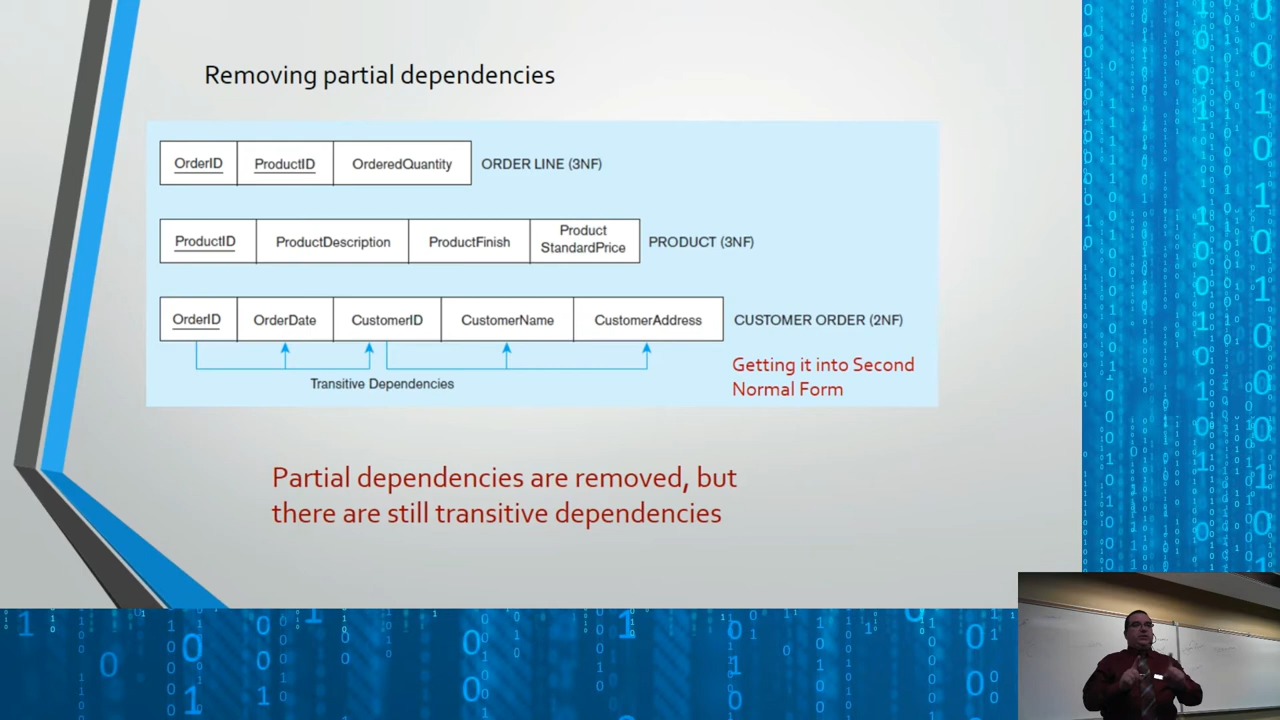 Removing partial dependencies
OrderID ProductID OrderedQuantity ORDER LINE (3NF)
ProductID ProductDescription ProductFinish Product StandardPrice PRODUCT (3NF)
OrderID OrderDate CustomerID CustomerName CustomerAddress CUSTOMER ORDER (2NF)
Transitive Dependencies
Getting it into Second
Normal Form
Partial dependencies are removed, but
there are still transitive dependencies